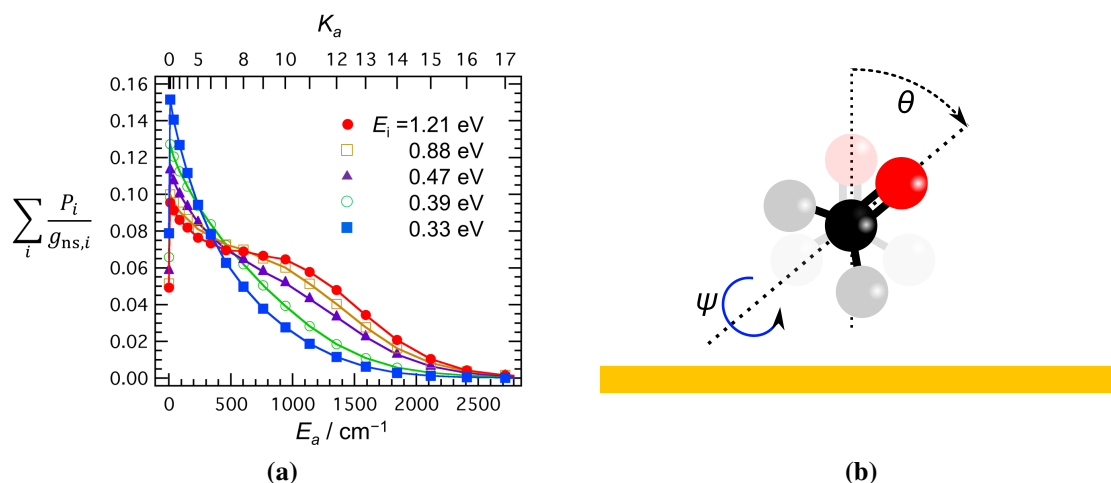 K_a
0 5 8 10 12 13 14 15 16 17
0.16
0.14
0.12
0.10
0.08
0.06
0.04
0.02
0.00
∑_i P_i / g_{ns,i}
E_i =1.21 eV
0.88 eV
0.47 eV
0.39 eV
0.33 eV
0 500 1000 1500 2000 2500
E_a / cm⁻¹
(a)
θ
ψ
(b)